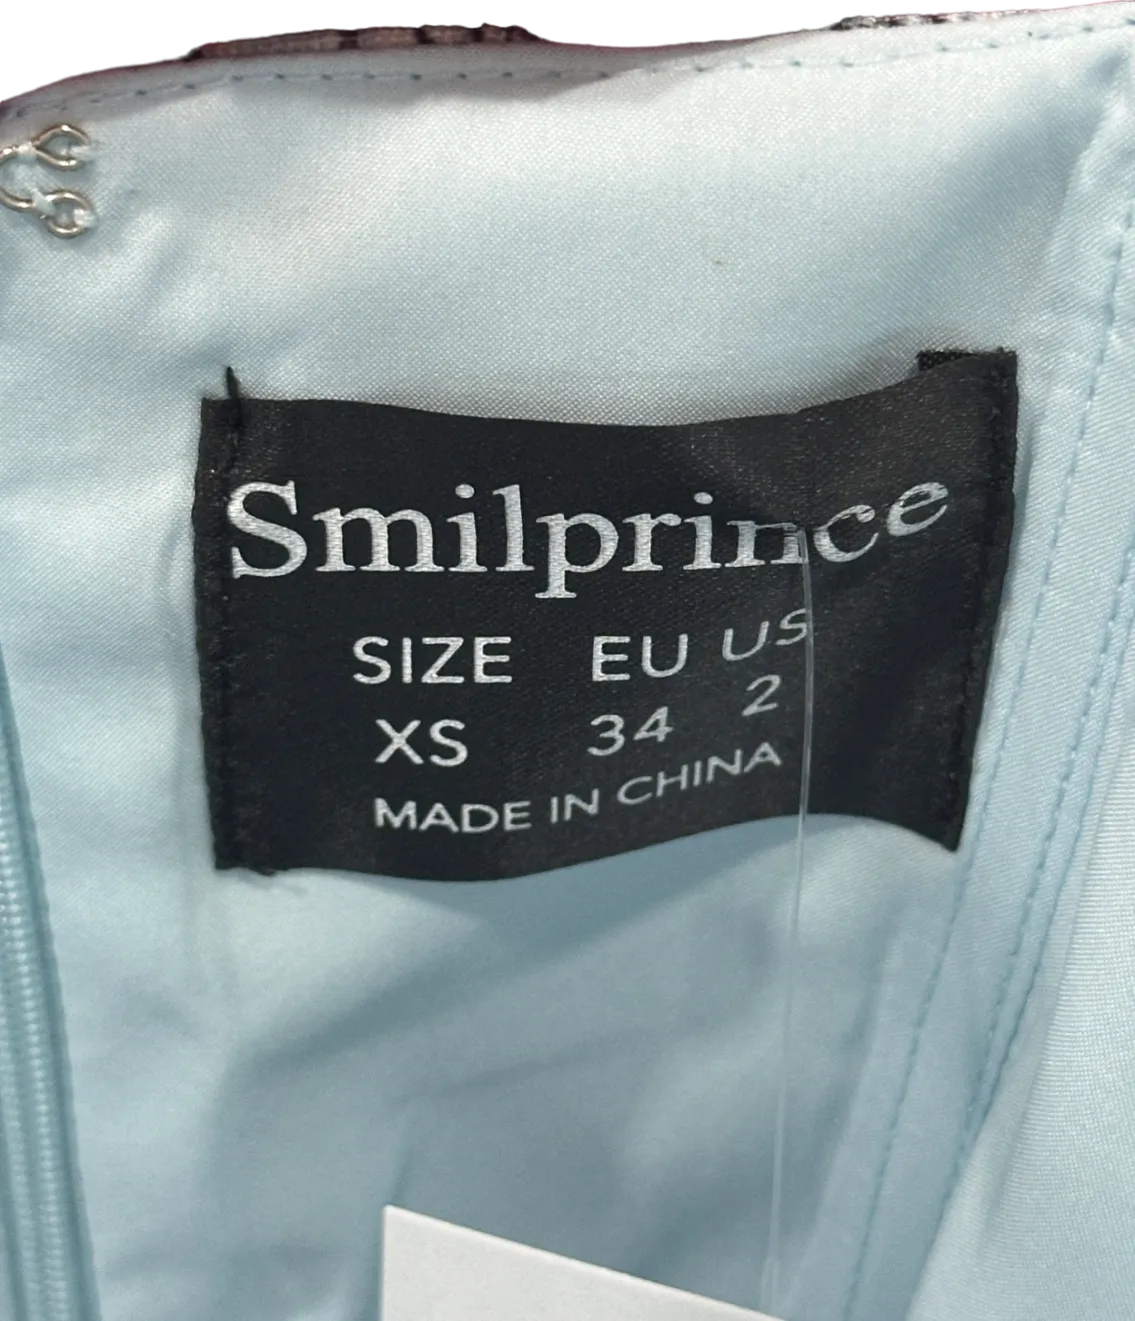 Smilprince
SIZE EU US
XS 34 2
MADE IN CHINA